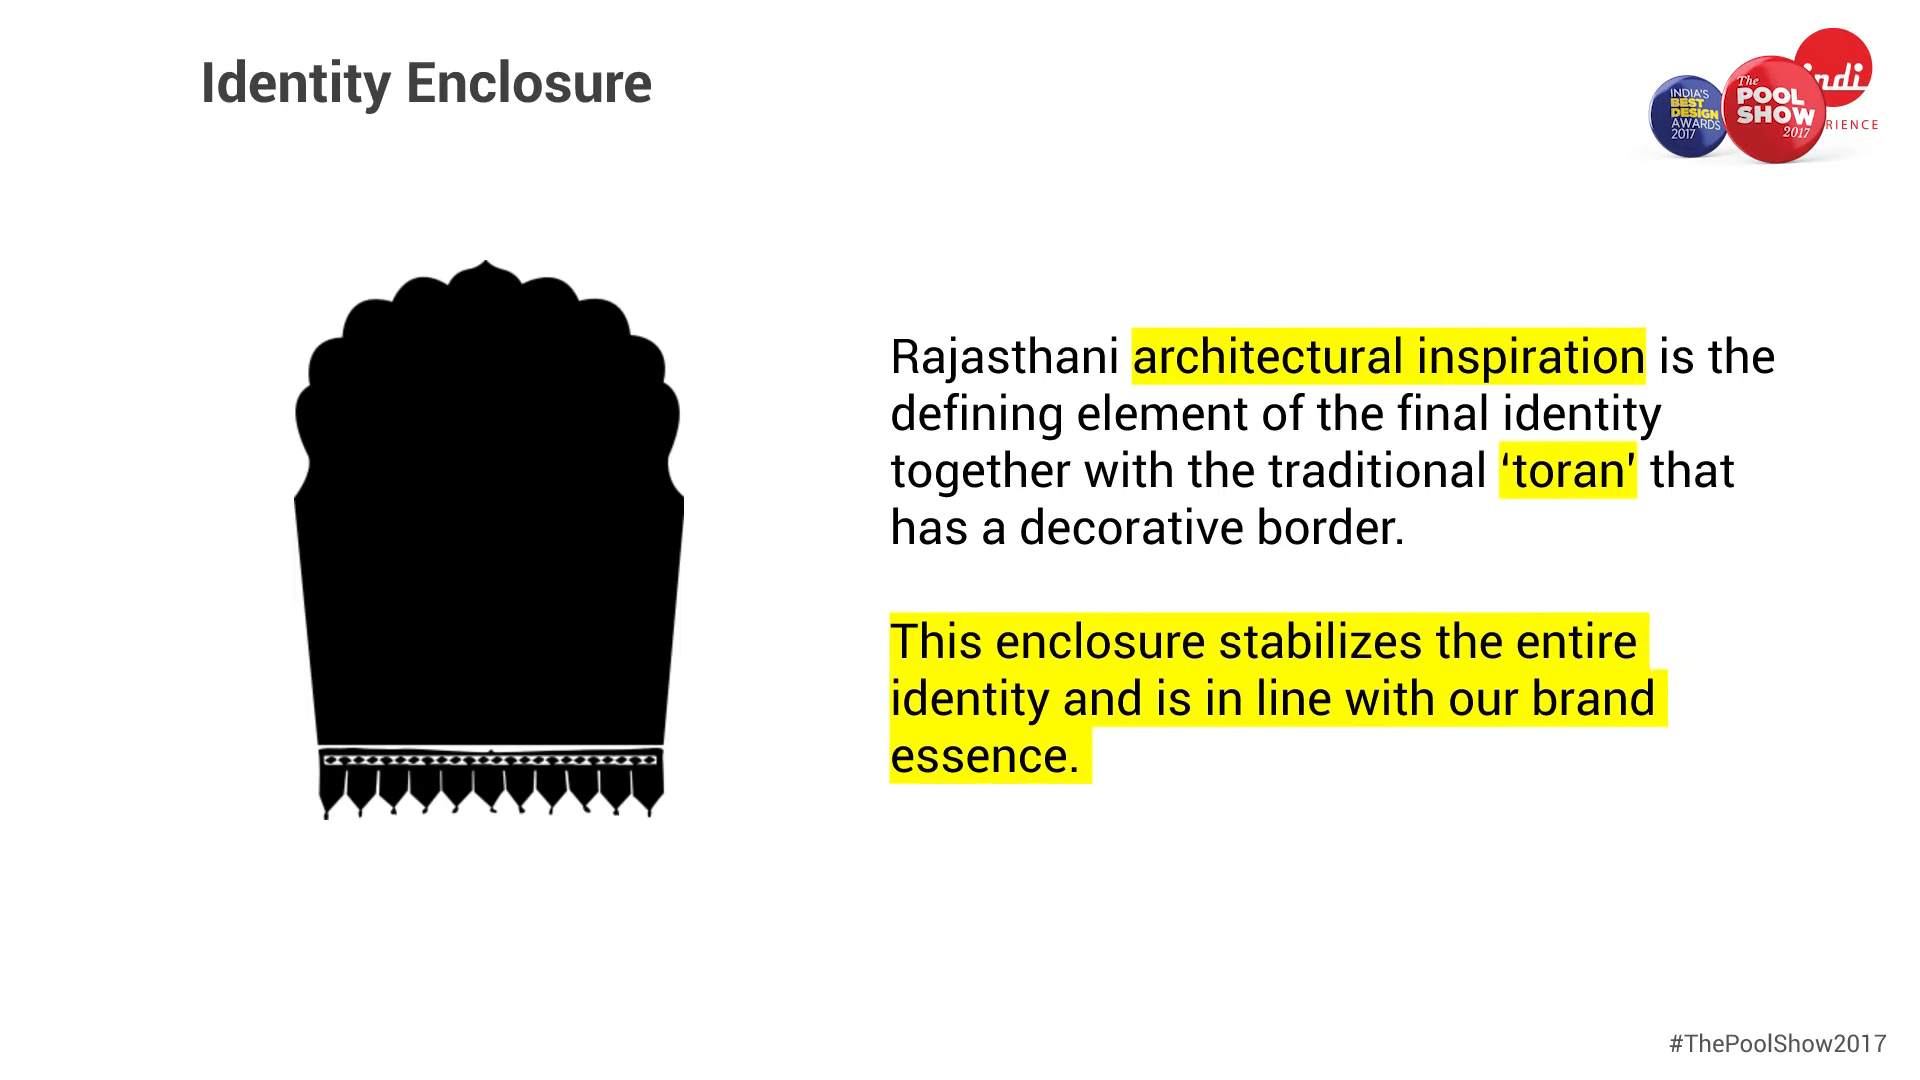 Identity Enclosure
INDIA'S
BEST
DESIGN
AWARDS
2017
The
POOL
SHOW
2017
indi
RIENCE
Rajasthani architectural inspiration is the
defining element of the final identity
together with the traditional ‘toran’ that
has a decorative border.
This enclosure stabilizes the entire
identity and is in line with our brand
essence.
#ThePoolShow2017